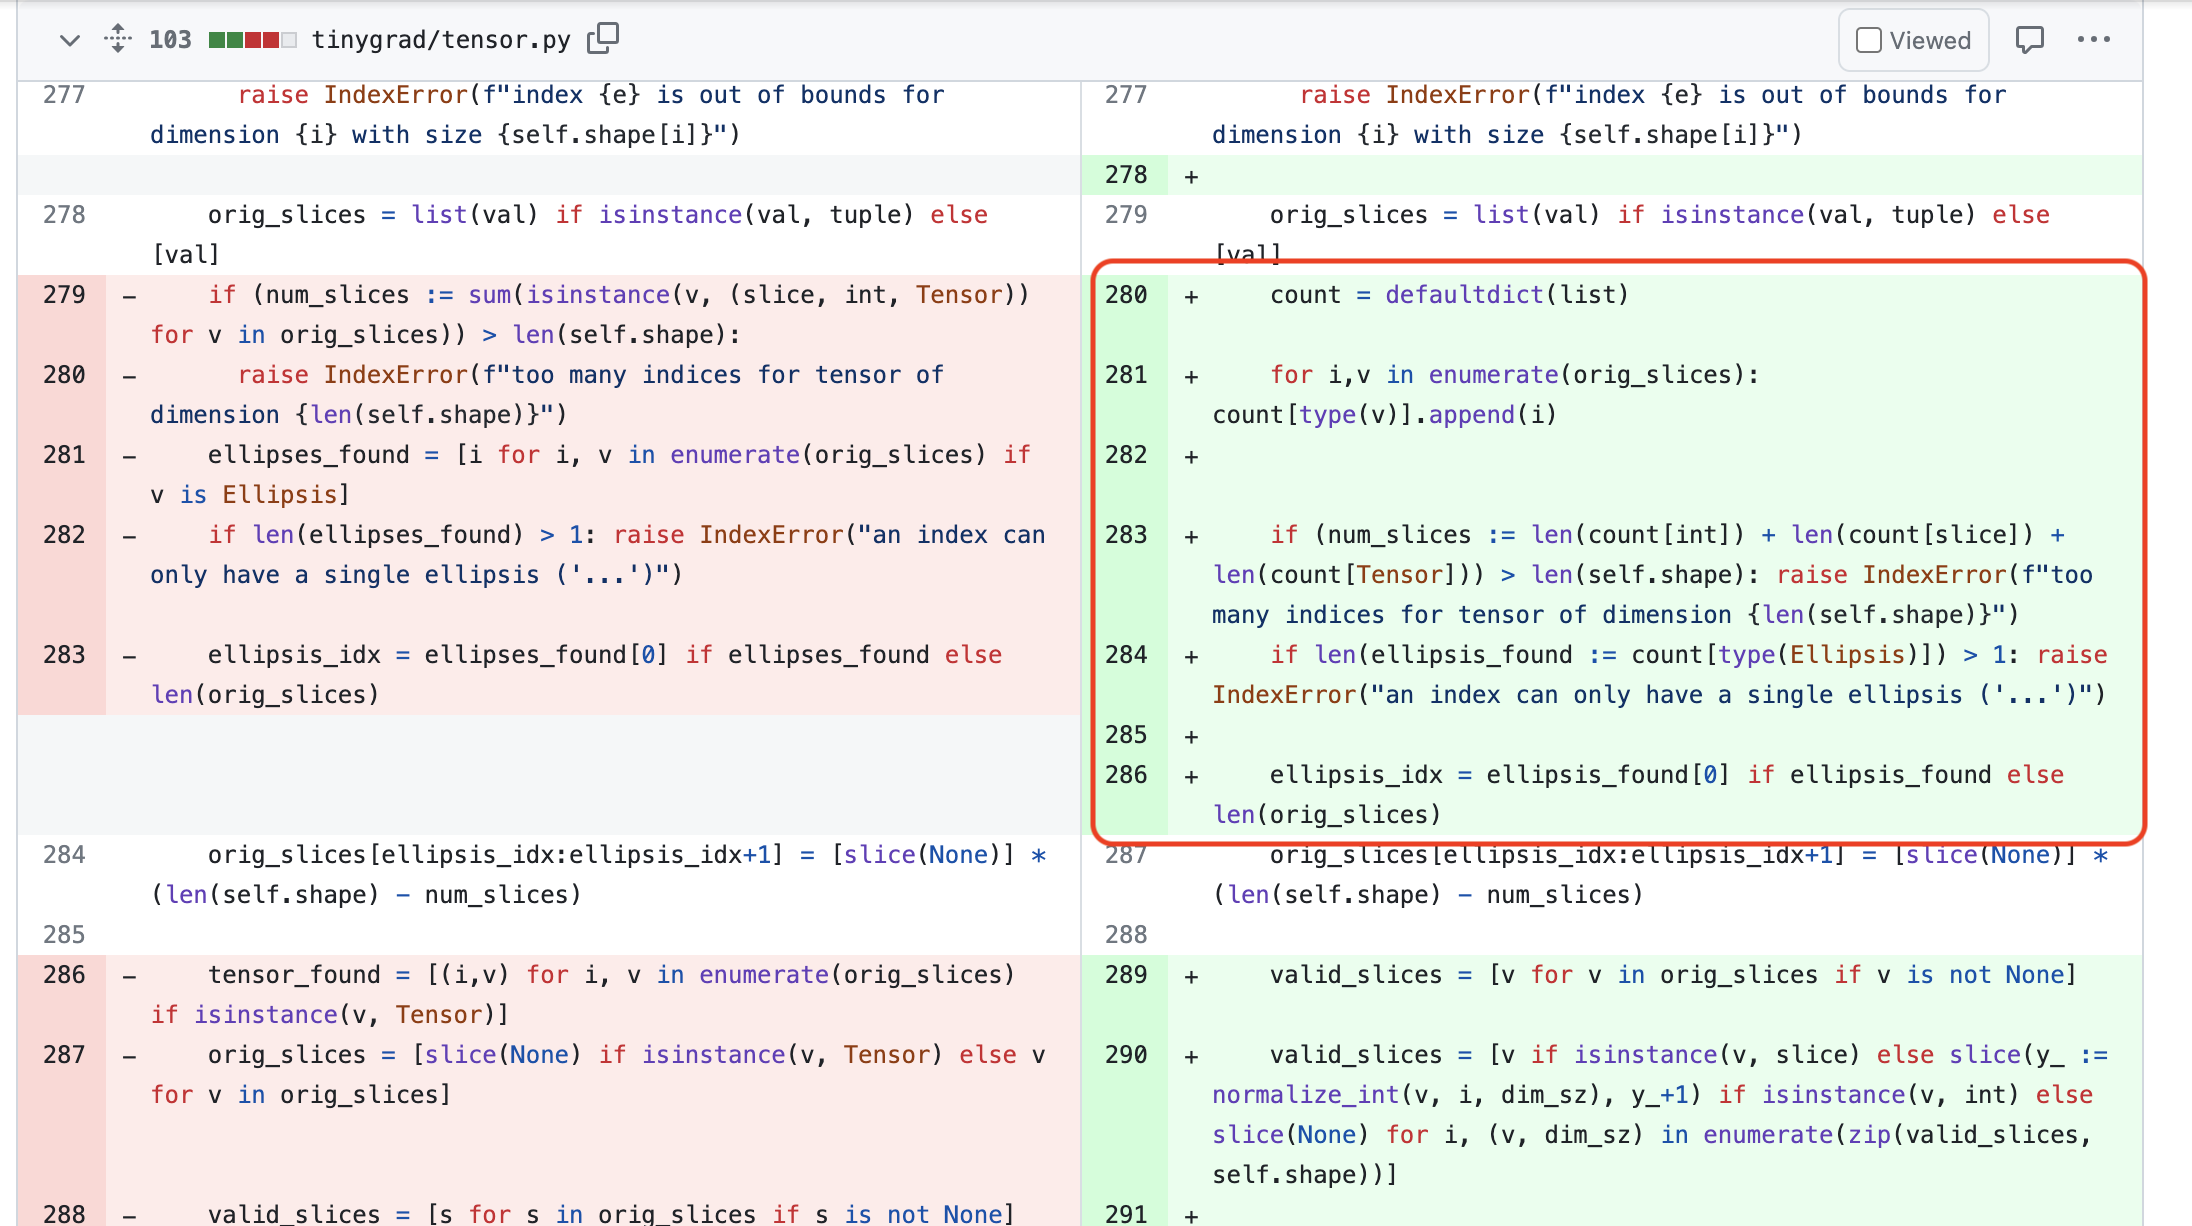 103 tinygrad/tensor.py Viewed
277 raise IndexError(f"index {e} is out of bounds for
dimension {i} with size {self.shape[i]}")
278 orig_slices = list(val) if isinstance(val, tuple) else
[val]
279 - if (num_slices := sum(isinstance(v, (slice, int, Tensor))
for v in orig_slices)) > len(self.shape):
280 - raise IndexError(f"too many indices for tensor of
dimension {len(self.shape)}")
281 - ellipses_found = [i for i, v in enumerate(orig_slices) if
v is Ellipsis]
282 - if len(ellipses_found) > 1: raise IndexError("an index can
only have a single ellipsis ('...')")
283 - ellipsis_idx = ellipses_found[0] if ellipses_found else
len(orig_slices)
284 orig_slices[ellipsis_idx:ellipsis_idx+1] = [slice(None)] *
(len(self.shape) - num_slices)
285
286 - tensor_found = [(i,v) for i, v in enumerate(orig_slices)
if isinstance(v, Tensor)]
287 - orig_slices = [slice(None) if isinstance(v, Tensor) else v
for v in orig_slices]
288 - valid_slices = [s for s in orig_slices if s is not None]
277 raise IndexError(f"index {e} is out of bounds for
dimension {i} with size {self.shape[i]}")
278 +
279 orig_slices = list(val) if isinstance(val, tuple) else
[val]
280 + count = defaultdict(list)
281 + for i,v in enumerate(orig_slices):
count[type(v)].append(i)
282 +
283 + if (num_slices := len(count[int]) + len(count[slice]) +
len(count[Tensor])) > len(self.shape): raise IndexError(f"too
many indices for tensor of dimension {len(self.shape)}")
284 + if len(ellipsis_found := count[type(Ellipsis)]) > 1: raise
IndexError("an index can only have a single ellipsis ('...')")
285 +
286 + ellipsis_idx = ellipsis_found[0] if ellipsis_found else
len(orig_slices)
287 orig_slices[ellipsis_idx:ellipsis_idx+1] = [slice(None)] *
(len(self.shape) - num_slices)
288
289 + valid_slices = [v for v in orig_slices if v is not None]
290 + valid_slices = [v if isinstance(v, slice) else slice(y_ :=
normalize_int(v, i, dim_sz), y_+1) if isinstance(v, int) else
slice(None) for i, (v, dim_sz) in enumerate(zip(valid_slices,
self.shape))]
291 +